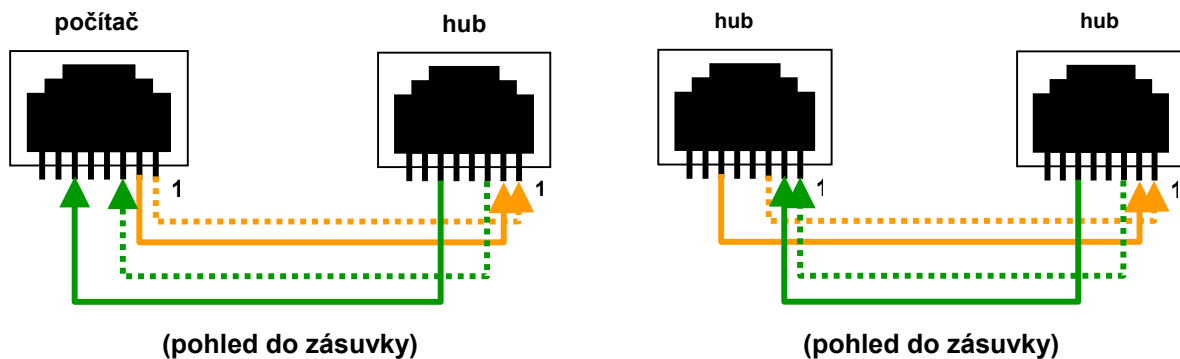 počítač
hub
1
1
(pohled do zásuvky)
hub
hub
1
1
(pohled do zásuvky)